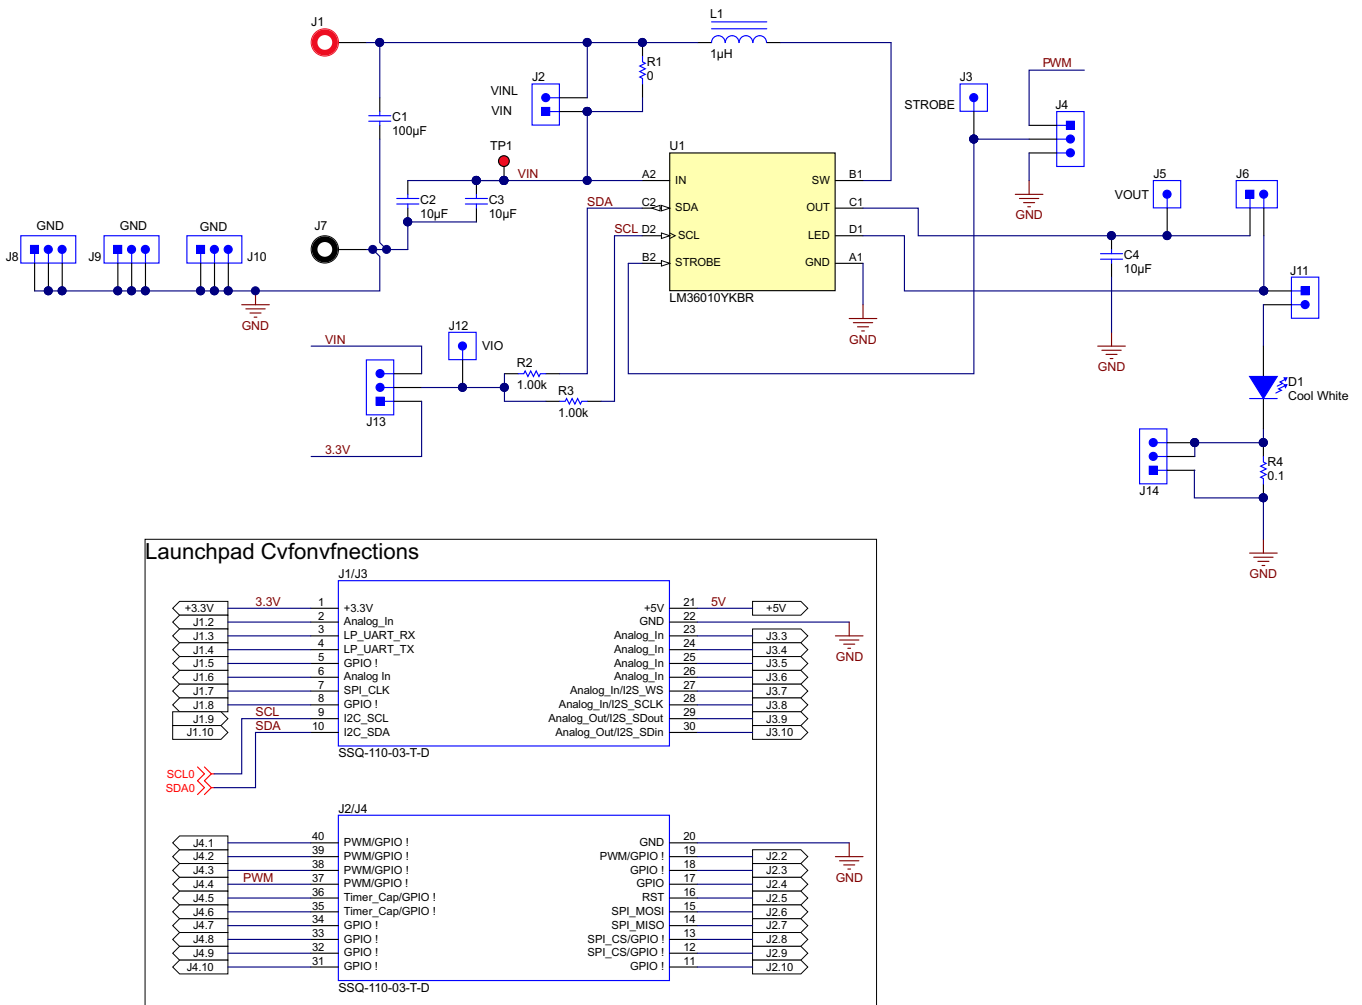 J1
L1
1µH
R1
0
J2
VINL
VIN
C1
100µF
TP1
VIN
J3
STROBE
PWM
J4
GND
U1
A2 IN SW B1
C2 SDA OUT C1
D2 SCL LED D1
B2 STROBE GND A1
LM36010YKBR
SDA
SCL
C2
10µF
C3
10µF
J7
GND GND GND
J8 J9 J10
GND
GND
J5
VOUT
J6
C4
10µF
GND
J11
VIN
J12
VIO
R2
1.00k
R3
1.00k
J13
3.3V
D1
Cool White
R4
0.1
J14
GND
Launchpad Cvfonvfnections
J1/J3
+3.3V 3.3V 1 +3.3V +5V 21 5V +5V
J1.2 2 Analog_In GND 22
J1.3 3 LP_UART_RX Analog_In 23 J3.3
J1.4 4 LP_UART_TX Analog_In 24 J3.4
J1.5 5 GPIO ! Analog_In 25 J3.5
J1.6 6 Analog In Analog_In 26 J3.6
J1.7 7 SPI_CLK Analog_In/I2S_WS 27 J3.7
J1.8 8 GPIO ! Analog_In/I2S_SCLK 28 J3.8
J1.9 SCL 9 I2C_SCL Analog_Out/I2S_SDout 29 J3.9
J1.10 SDA 10 I2C_SDA Analog_Out/I2S_SDin 30 J3.10
GND
SSQ-110-03-T-D
SCL0
SDA0
J2/J4
J4.1 40 PWM/GPIO ! GND 20
J4.2 39 PWM/GPIO ! PWM/GPIO ! 19 J2.2
J4.3 38 PWM/GPIO ! GPIO ! 18 J2.3
J4.4 PWM 37 PWM/GPIO ! GPIO 17 J2.4
J4.5 36 Timer_Cap/GPIO ! RST 16 J2.5
J4.6 35 Timer_Cap/GPIO ! SPI_MOSI 15 J2.6
J4.7 34 GPIO ! SPI_MISO 14 J2.7
J4.8 33 GPIO ! SPI_CS/GPIO ! 13 J2.8
J4.9 32 GPIO ! SPI_CS/GPIO ! 12 J2.9
J4.10 31 GPIO ! GPIO ! 11 J2.10
GND
SSQ-110-03-T-D